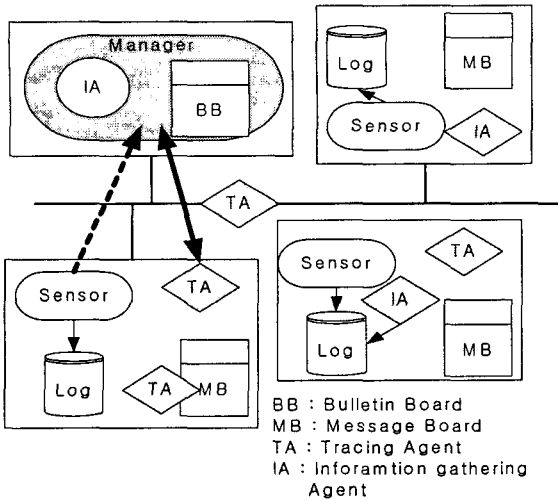 Manager
IA
BB
Log
MB
Sensor
IA
TA
Sensor
TA
Log
TA
MB
Sensor
TA
IA
Log
MB
BB : Bulletin Board
MB : Message Board
TA : Tracing Agent
IA : Inforamtion gathering
Agent